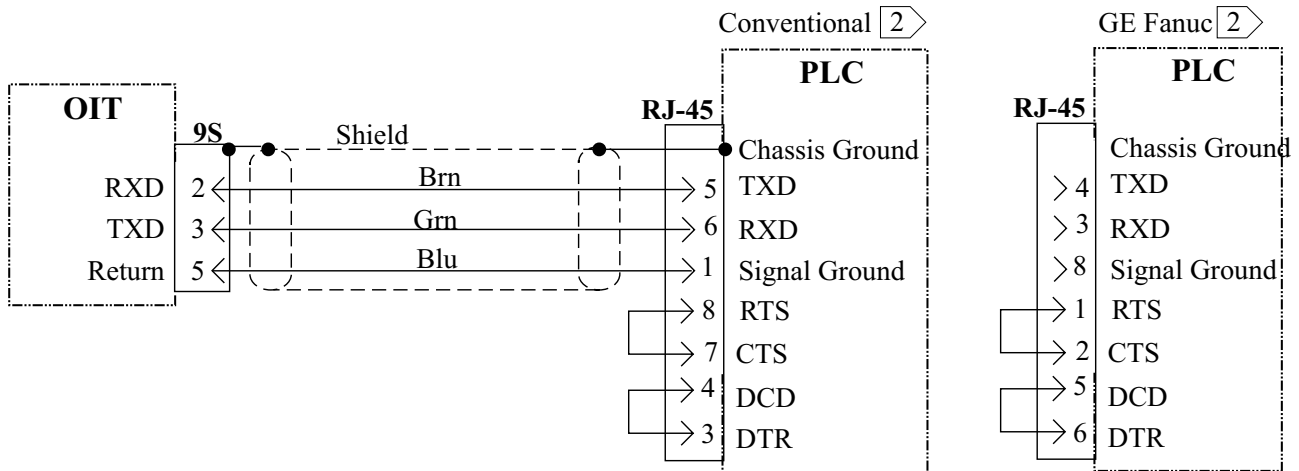 Conventional 2
GE Fanuc 2
PLC
PLC
OIT
RJ-45
RJ-45
9S
Shield
Chassis Ground
Chassis Ground
RXD 2 Brn 5 TXD
4 TXD
TXD 3 Grn 6 RXD
3 RXD
Return 5 Blu 1 Signal Ground
8 Signal Ground
8 RTS
1 RTS
7 CTS
2 CTS
4 DCD
5 DCD
3 DTR
6 DTR